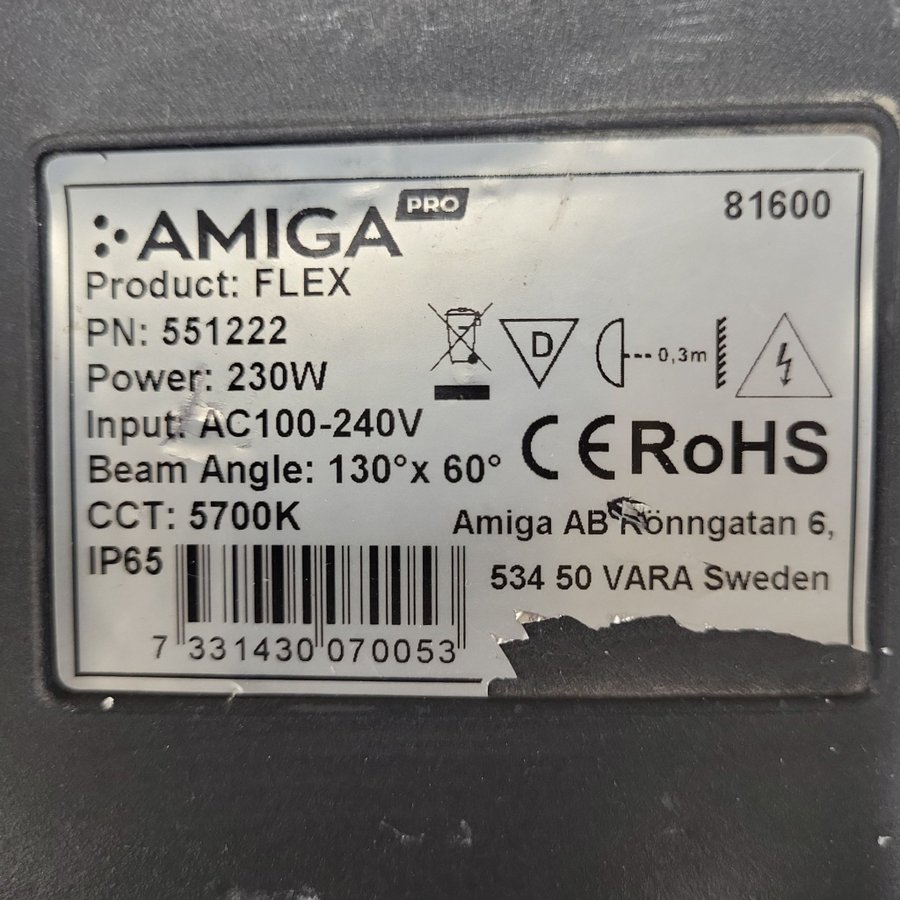 AMIGA PRO
81600
Product: FLEX
PN: 551222
Power: 230W
Input: AC100-240V
Beam Angle: 130°x 60°
CCT: 5700K
IP65
D
0,3m
CE RoHS
Amiga AB Rönngatan 6,
534 50 VARA Sweden
7 331430 070053